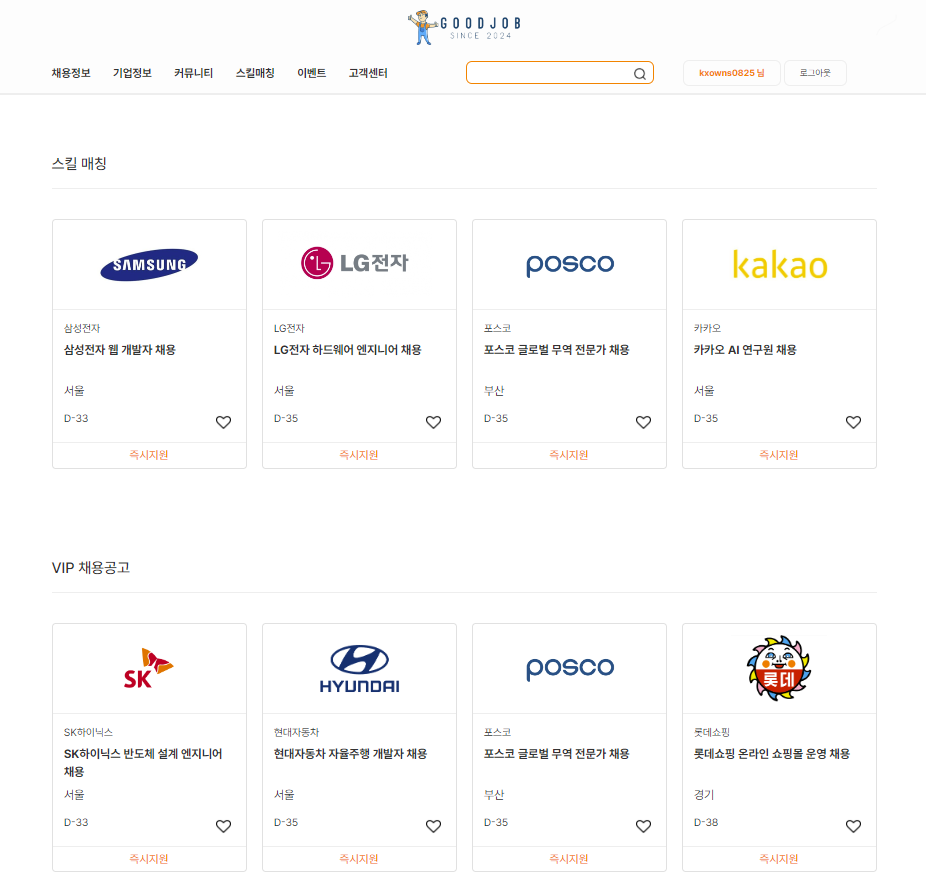 GOODJOB
SINCE 2024
채용정보 기업정보 커뮤니티 스킬매칭 이벤트 고객센터 kxowns0825 님 로그아웃
스킬 매칭
SAMSUNG LG전자 posco kakao
삼성전자 LG전자 포스코 카카오
삼성전자 웹 개발자 채용 LG전자 하드웨어 엔지니어 채용 포스코 글로벌 무역 전문가 채용 카카오 AI 연구원 채용
서울 서울 부산 서울
D-33 D-35 D-35 D-35
즉시지원 즉시지원 즉시지원 즉시지원
VIP 채용공고
SK HYUNDAI posco 롯데
SK하이닉스 현대자동차 포스코 롯데쇼핑
SK하이닉스 반도체 설계 엔지니어 현대자동차 자율주행 개발자 채용 포스코 글로벌 무역 전문가 채용 롯데쇼핑 온라인 쇼핑몰 운영 채용
채용
서울 서울 부산 경기
D-33 D-35 D-35 D-38
즉시지원 즉시지원 즉시지원 즉시지원